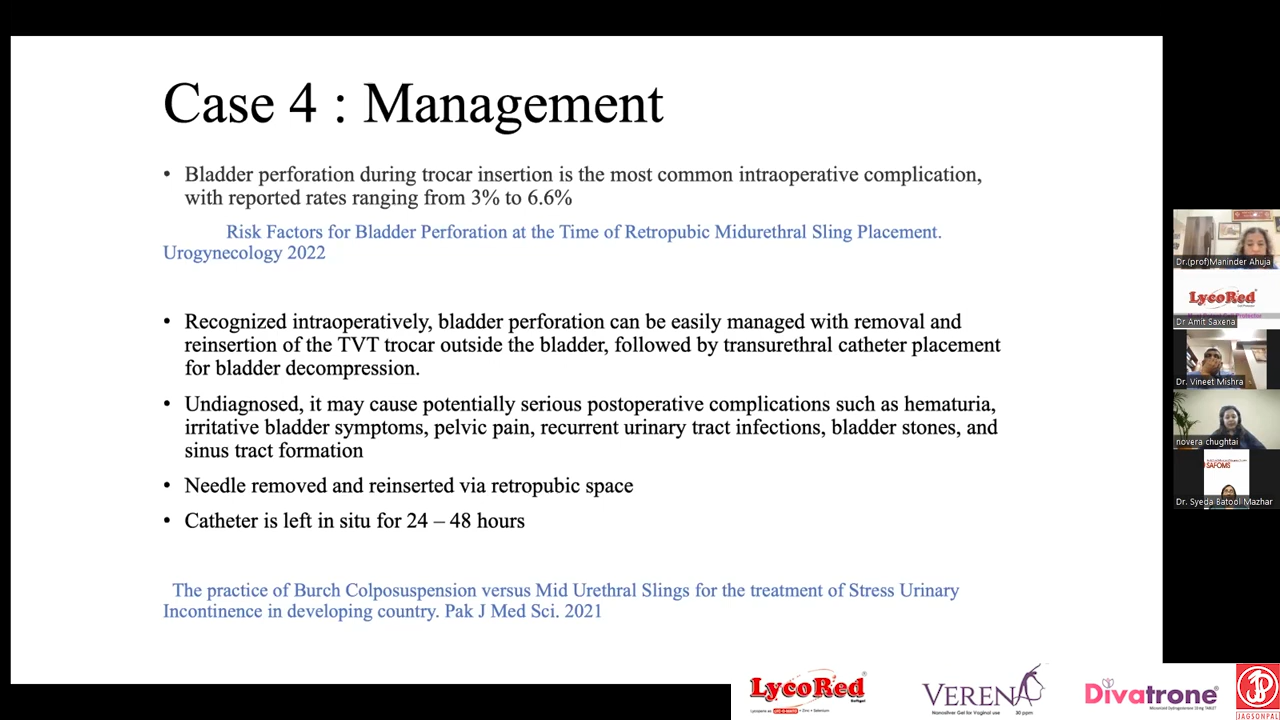 Case 4 : Management
• Bladder perforation during trocar insertion is the most common intraoperative complication,
with reported rates ranging from 3% to 6.6%
Risk Factors for Bladder Perforation at the Time of Retropubic Midurethral Sling Placement.
Urogynecology 2022
• Recognized intraoperatively, bladder perforation can be easily managed with removal and
reinsertion of the TVT trocar outside the bladder, followed by transurethral catheter placement
for bladder decompression.
• Undiagnosed, it may cause potentially serious postoperative complications such as hematuria,
irritative bladder symptoms, pelvic pain, recurrent urinary tract infections, bladder stones, and
sinus tract formation
• Needle removed and reinserted via retropubic space
• Catheter is left in situ for 24 – 48 hours
The practice of Burch Colposuspension versus Mid Urethral Slings for the treatment of Stress Urinary
Incontinence in developing country. Pak J Med Sci. 2021
Dr.(prof)Maninder Ahuja
LycoRed
Dr Amit Saxena
Dr. Vineet Mishra
novera chughtai
SAFOMS
Dr. Syeda Batool Mazhar
LycoRed
VERENA
Nanosilver Gel for Vaginal use 30 ppm
Divatrone
JAGSONPAL